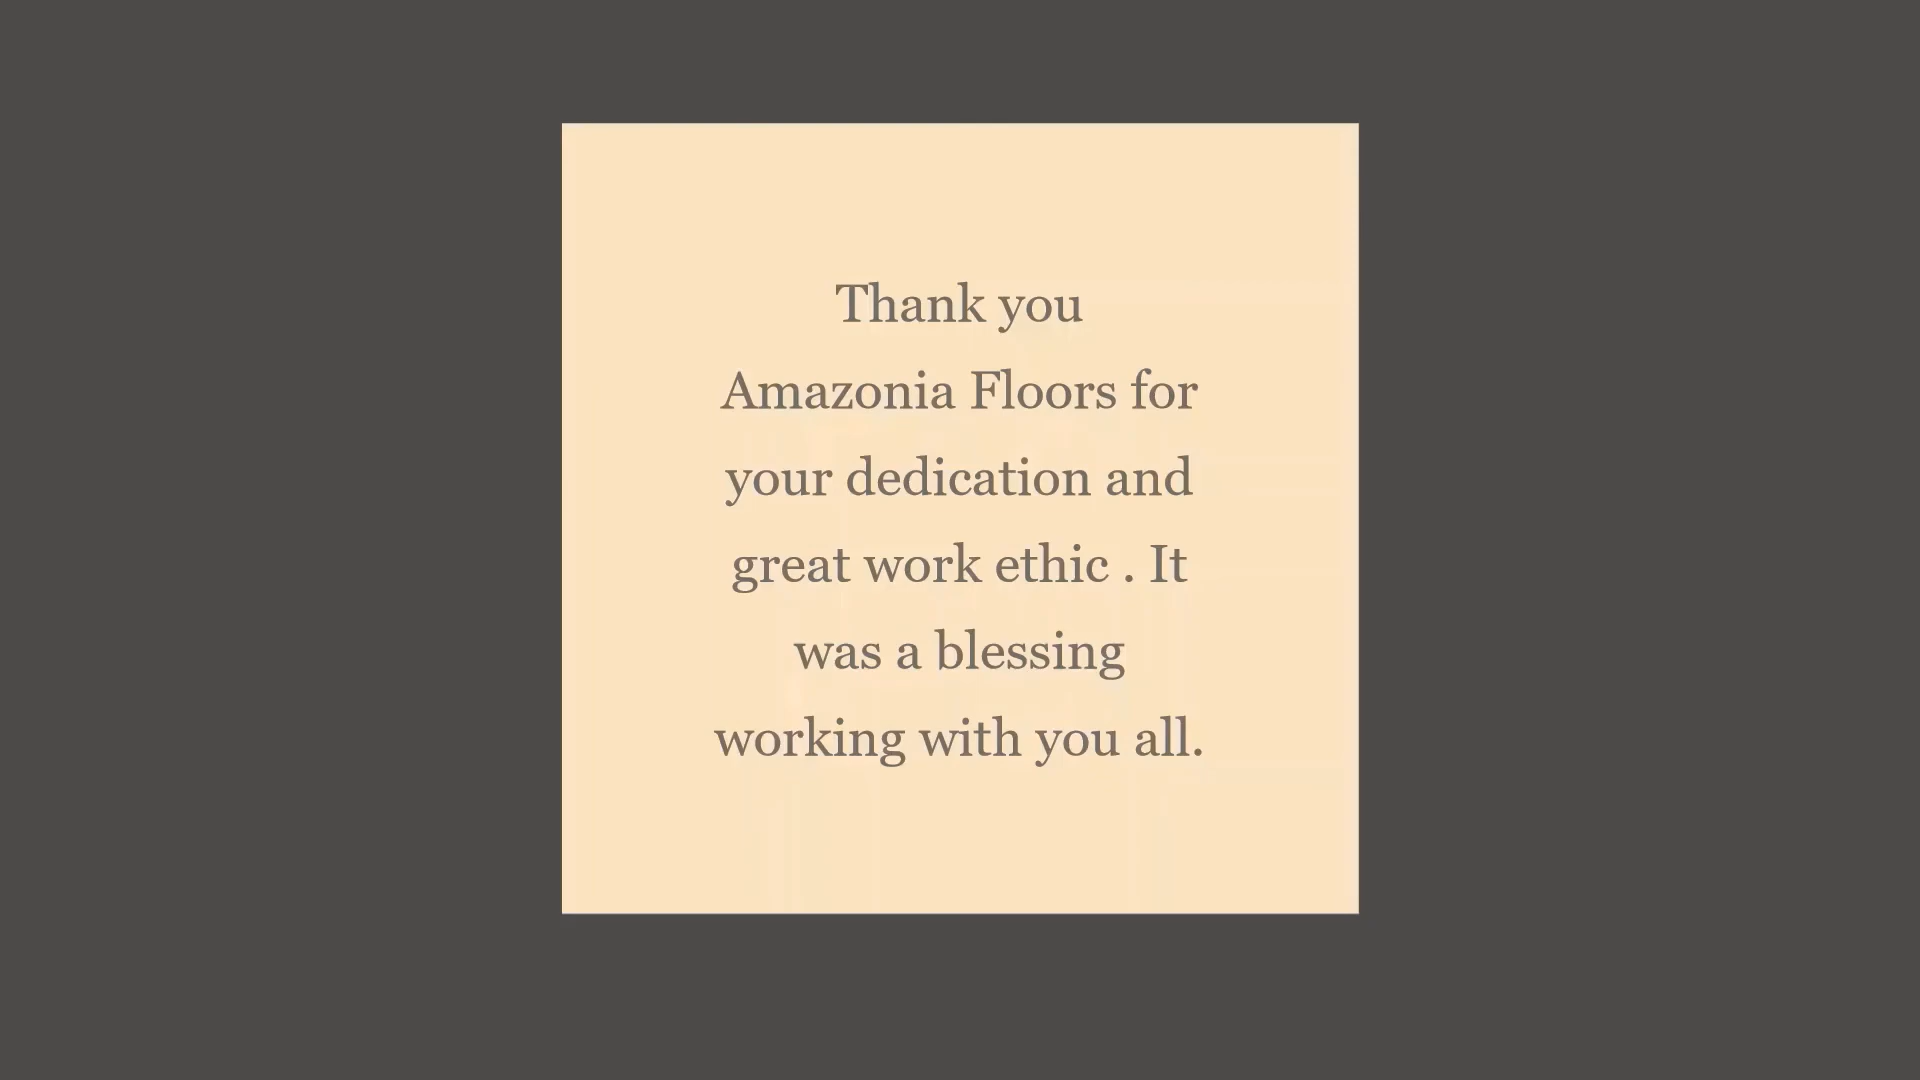 Thank you
Amazonia Floors for
your dedication and
great work ethic . It
was a blessing
working with you all.